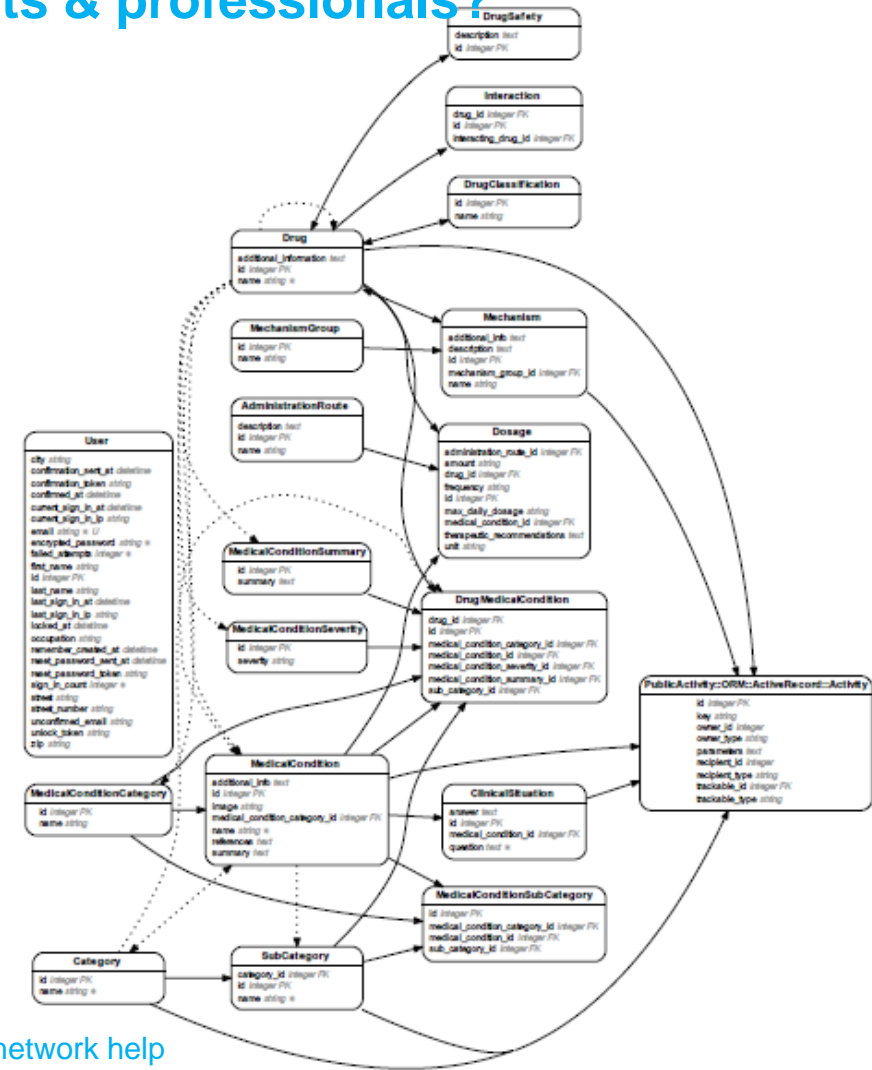 ts & professionals?
DrugSafety
description text
id integer PK
Interaction
drug_id integer FK
id integer PK
interacting_drug_id integer FK
DrugClassification
id integer PK
name string
Drug
additional_information text
id integer PK
name string *
MechanismGroup
id integer PK
name string
Mechanism
additional_info text
description text
id integer PK
mechanism_group_id integer FK
name string
AdministrationRoute
description text
id integer PK
name string
Dosage
administration_route_id integer FK
amount string
drug_id integer FK
frequency string
id integer PK
max_daily_dosage string
medical_condition_id integer FK
therapeutic_recommendations text
unit string
User
city string
confirmation_sent_at datetime
confirmation_token string
confirmed_at datetime
current_sign_in_at datetime
current_sign_in_ip string
email string * U
encrypted_password string *
failed_attempts integer *
first_name string
id integer PK
last_name string
last_sign_in_at datetime
last_sign_in_ip string
locked_at datetime
occupation string
remember_created_at datetime
reset_password_sent_at datetime
reset_password_token string
sign_in_count integer *
street string
street_number string
unconfirmed_email string
unlock_token string
zip string
MedicalConditionSummary
id integer PK
summary text
MedicalConditionSeverity
id integer PK
severity string
DrugMedicalCondition
drug_id integer FK
id integer PK
medical_condition_category_id integer FK
medical_condition_id integer FK
medical_condition_severity_id integer FK
medical_condition_summary_id integer FK
sub_category_id integer FK
PublicActivity::ORM::ActiveRecord::Activity
id integer PK
key string
owner_id integer
owner_type string
parameters text
recipient_id integer
recipient_type string
trackable_id integer FK
trackable_type string
MedicalConditionCategory
id integer PK
name string
MedicalCondition
additional_info text
id integer PK
image string
medical_condition_category_id integer FK
name string *
references text
summary text
ClinicalSituation
answer text
id integer PK
medical_condition_id integer FK
question text *
MedicalConditionSubCategory
id integer PK
medical_condition_category_id integer FK
medical_condition_id integer FK
sub_category_id integer FK
Category
id integer PK
name string *
SubCategory
category_id integer FK
id integer PK
name string *
network help